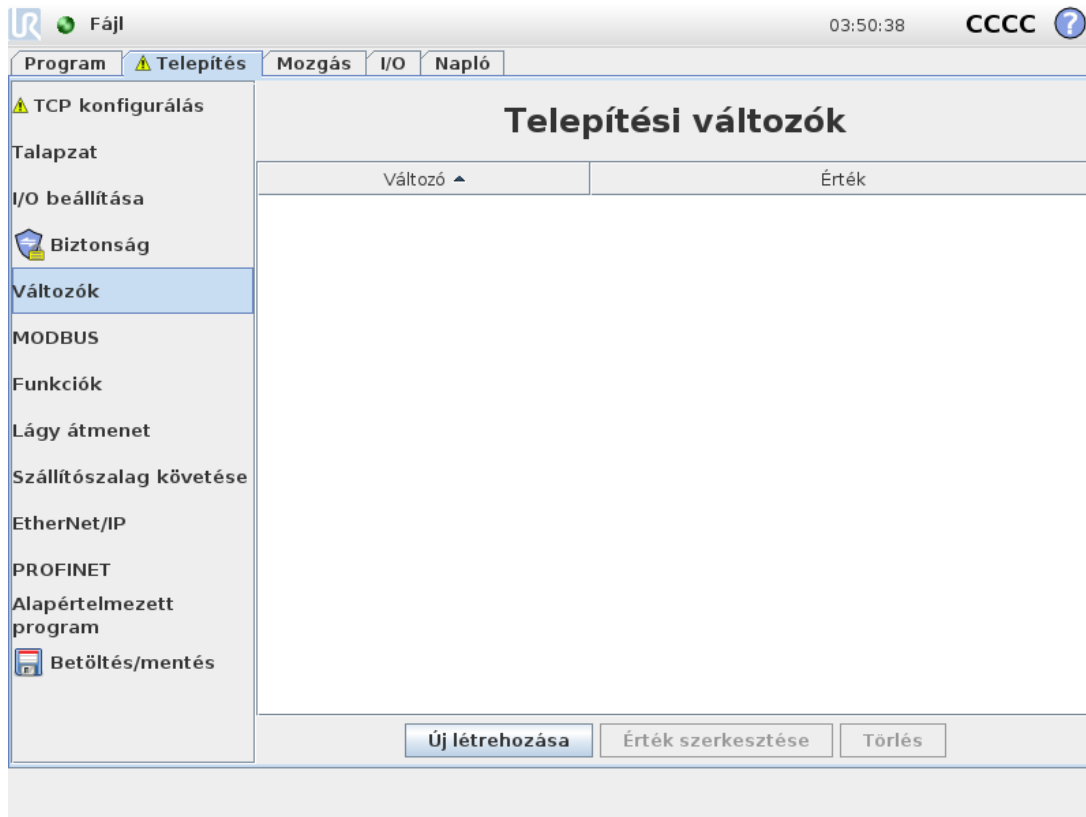 UR Fájl 03:50:38 CCCC ?
Program Telepítés Mozgás I/O Napló
TCP konfigurálás
Talapzat
I/O beállítása
Biztonság
Változók
MODBUS
Funkciók
Lágy átmenet
Szállítószalag követése
EtherNet/IP
PROFINET
Alapértelmezett
program
Betöltés/mentés
Telepítési változók
Változó Érték
Új létrehozása Érték szerkesztése Törlés